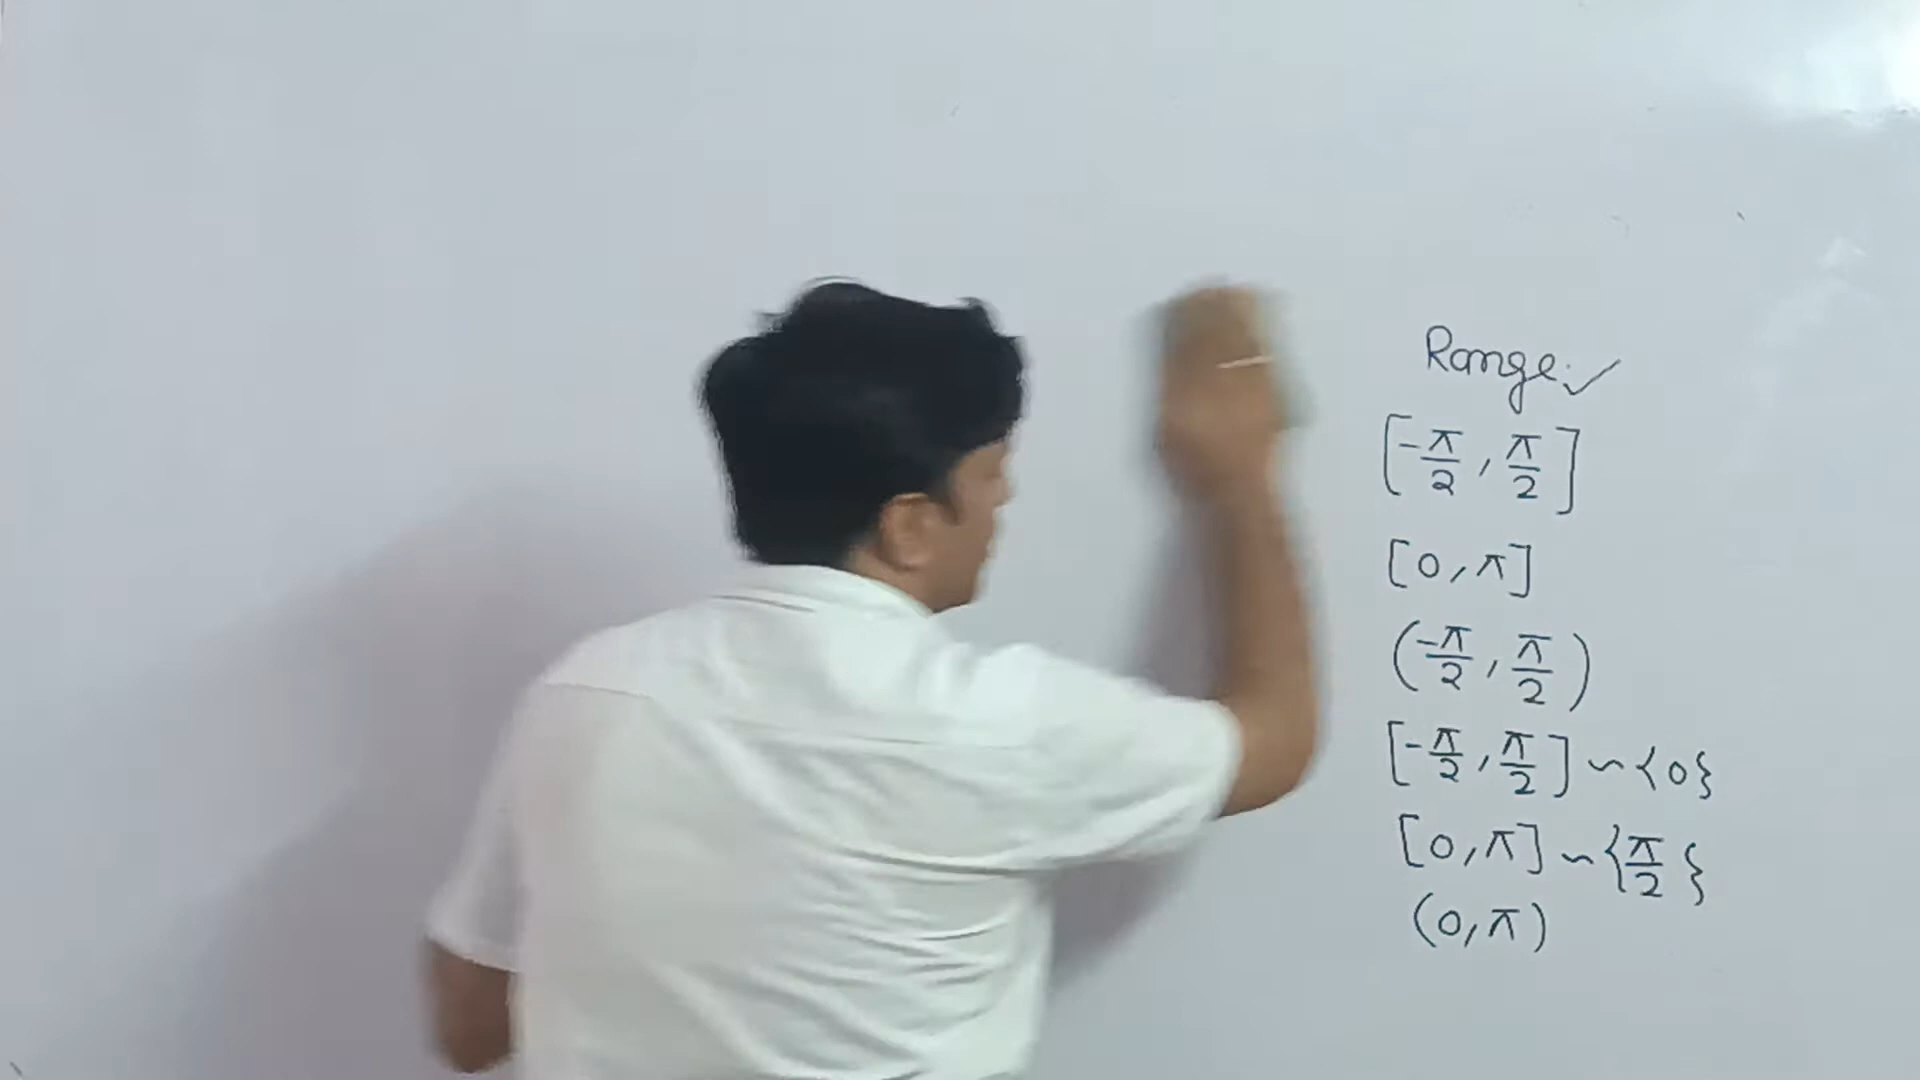 Range:✓
[-π/2, π/2]
[0, π]
(-π/2, π/2)
[-π/2, π/2] ~ {0}
[0, π] ~ {π/2}
(0, π)